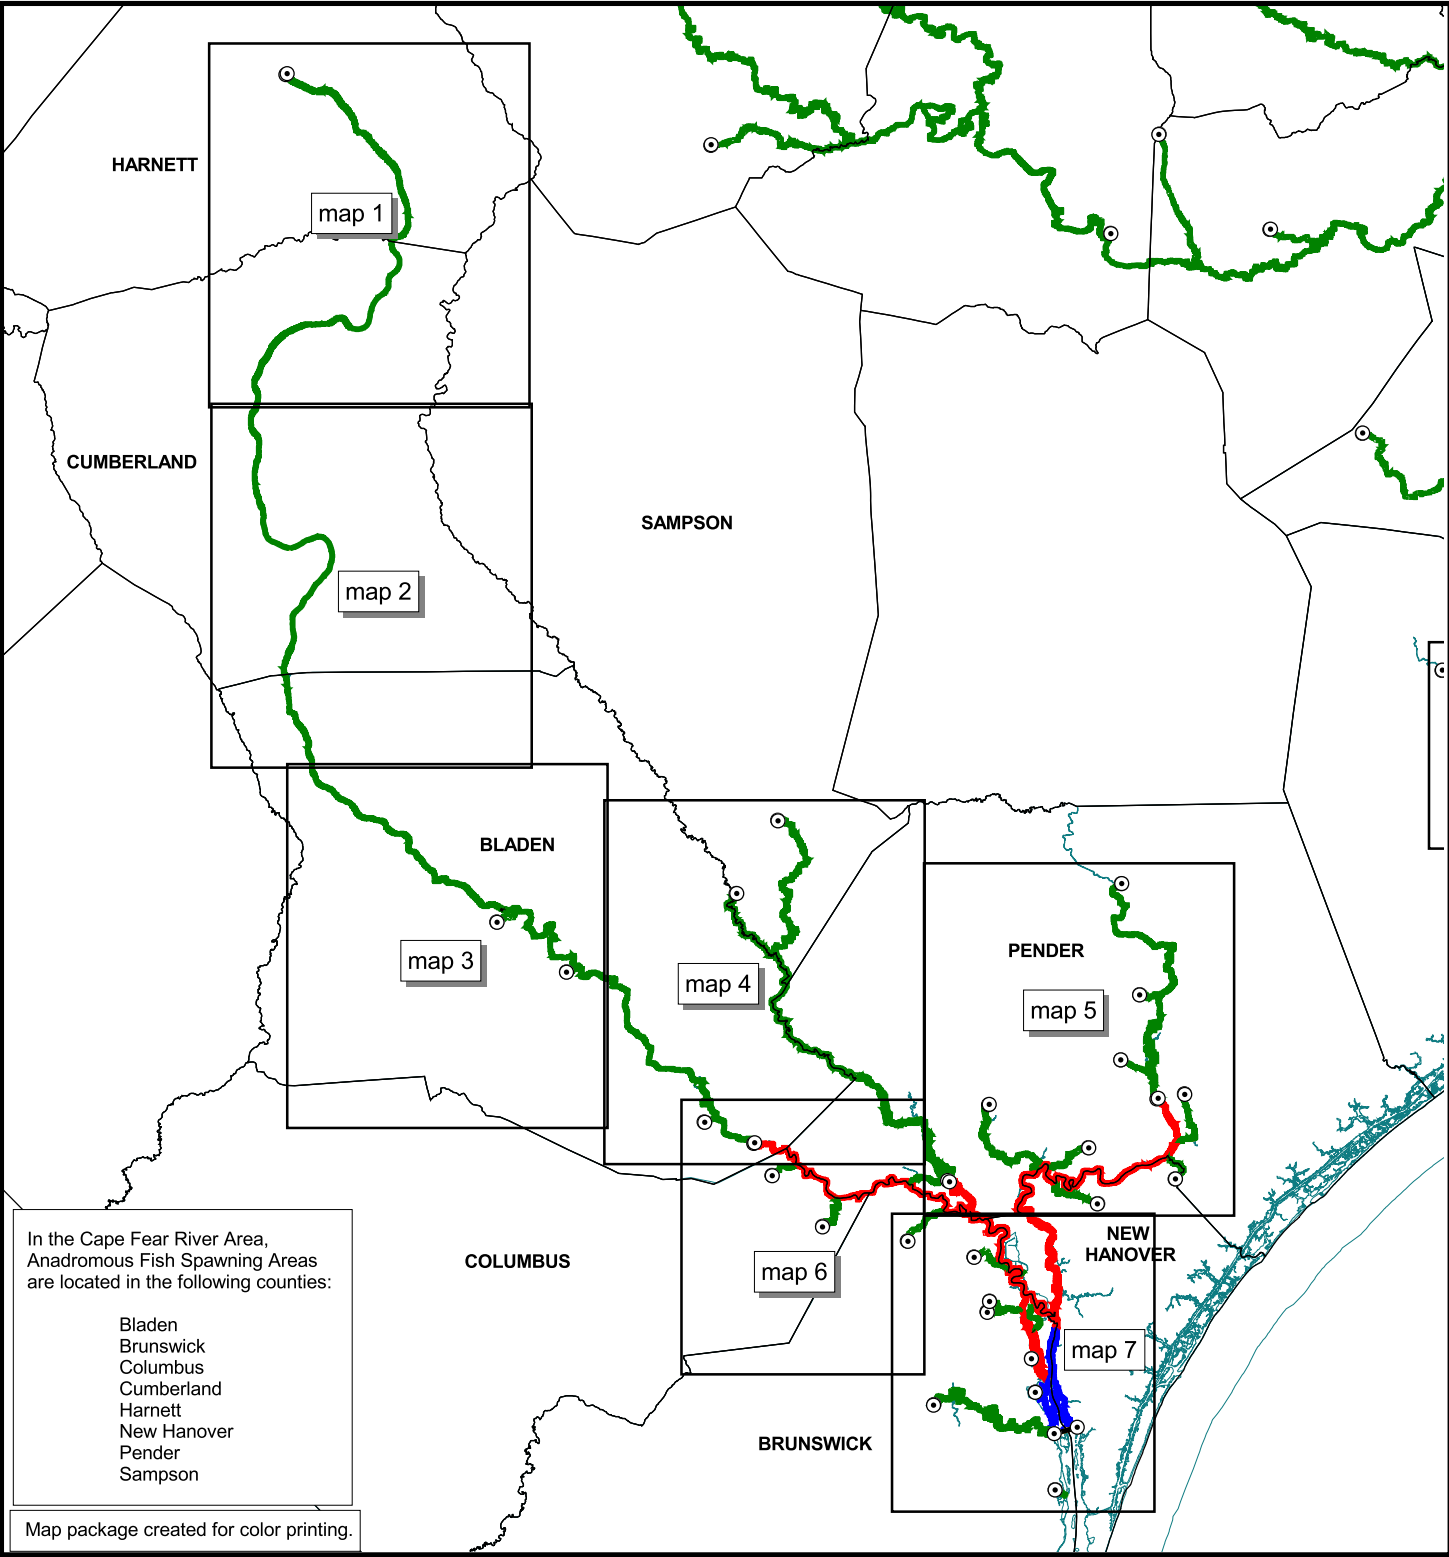 HARNETT
map 1
CUMBERLAND
SAMPSON
map 2
BLADEN
map 3
map 4
PENDER
map 5
NEW
HANOVER
COLUMBUS
map 6
map 7
BRUNSWICK
In the Cape Fear River Area,
Anadromous Fish Spawning Areas
are located in the following counties:
Bladen
Brunswick
Columbus
Cumberland
Harnett
New Hanover
Pender
Sampson
Map package created for color printing.